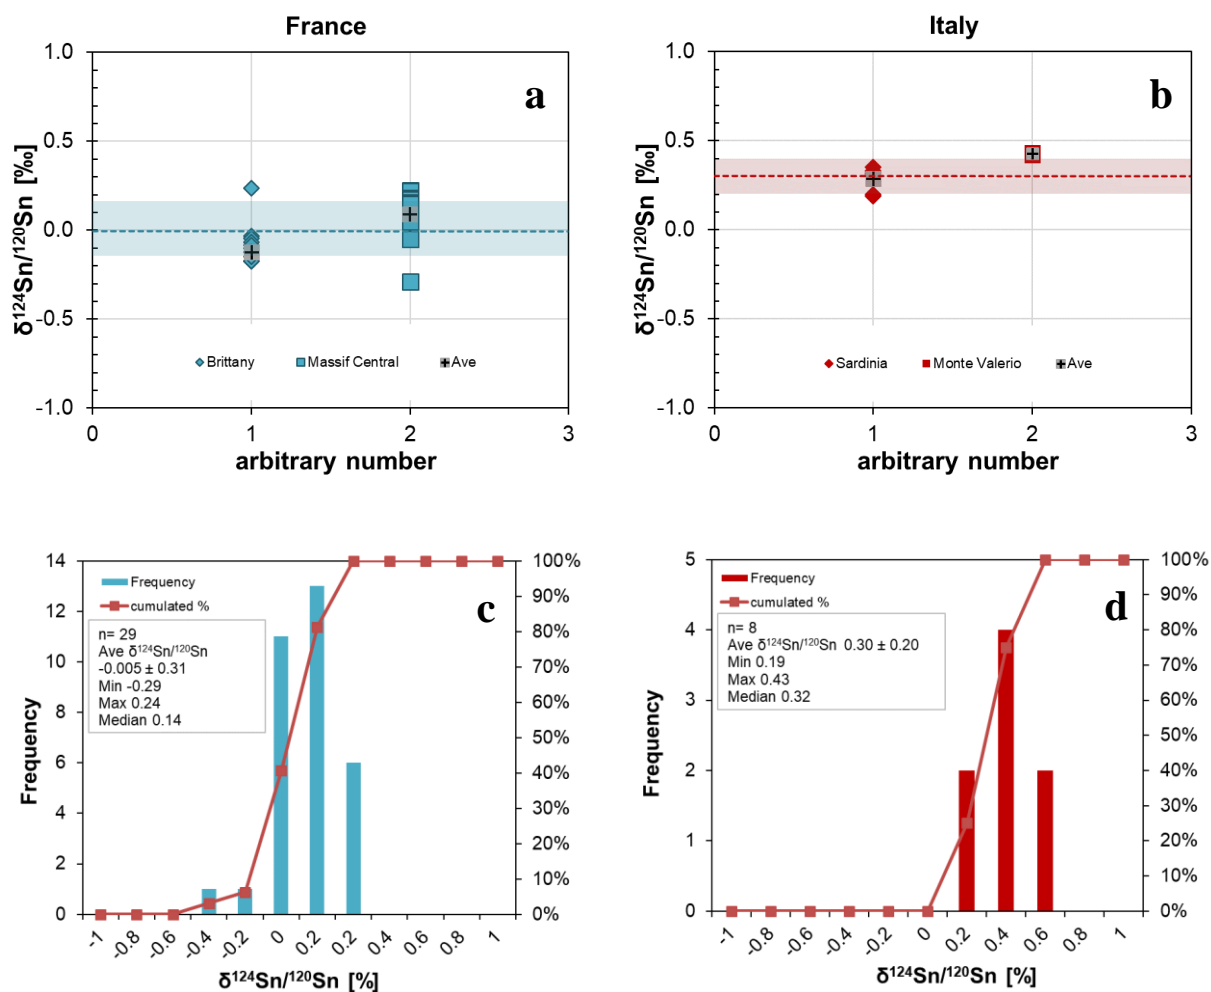 France
1.0
0.5
0.0
-0.5
-1.0
δ¹²⁴Sn/¹²⁰Sn [‰]
a
Brittany Massif Central Ave
0 1 2 3
arbitrary number
Italy
1.0
0.5
0.0
-0.5
-1.0
δ¹²⁴Sn/¹²⁰Sn [‰]
b
Sardinia Monte Valerio Ave
0 1 2 3
arbitrary number
14
12
10
8
6
4
2
0
Frequency
Frequency
cumulated %
n= 29
Ave δ¹²⁴Sn/¹²⁰Sn
-0.005 ± 0.31
Min -0.29
Max 0.24
Median 0.14
c
100%
90%
80%
70%
60%
50%
40%
30%
20%
10%
0%
-1 -0.8 -0.6 -0.4 -0.2 0 0.2 0.2 0.6 0.8 1
δ¹²⁴Sn/¹²⁰Sn [%]
5
4
3
2
1
0
Frequency
Frequency
cumulated %
n= 8
Ave δ¹²⁴Sn/¹²⁰Sn 0.30 ± 0.20
Min 0.19
Max 0.43
Median 0.32
d
100%
90%
80%
70%
60%
50%
40%
30%
20%
10%
0%
-1 -0.8 -0.6 -0.4 -0.2 0 0.2 0.4 0.6 0.8 1
δ¹²⁴Sn/¹²⁰Sn [%]